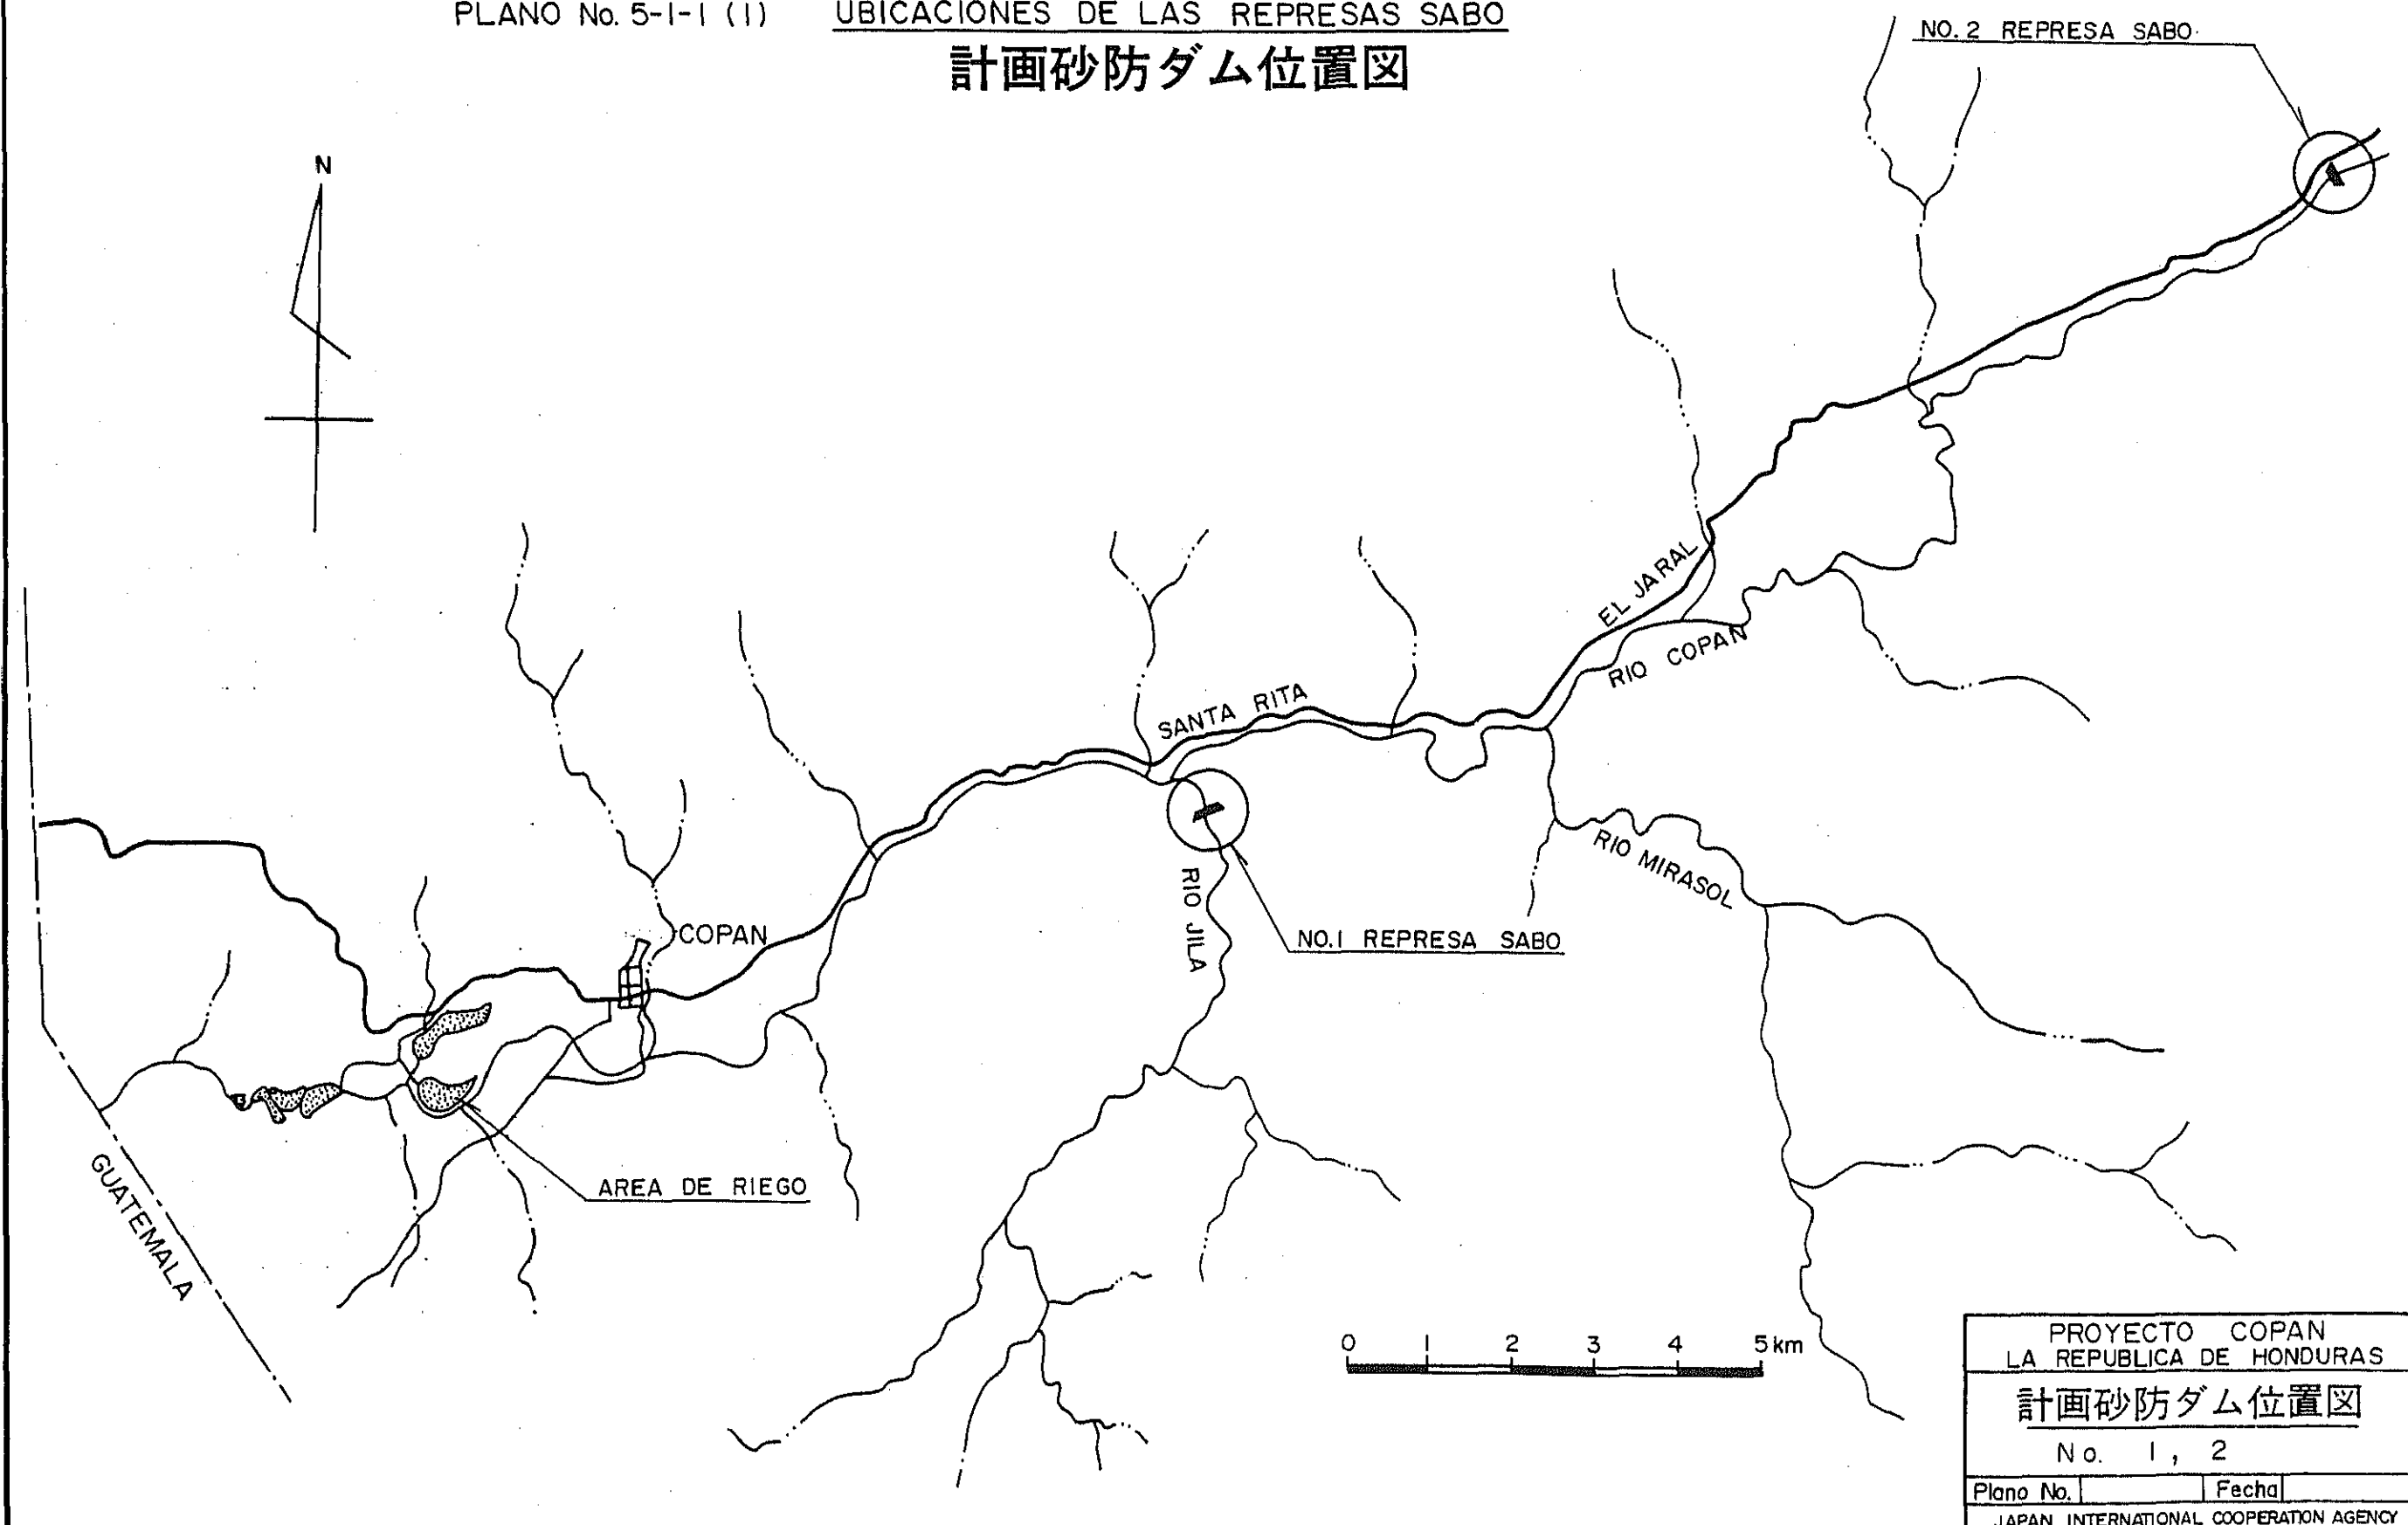 PLANO No. 5-1-1 (1) UBICACIONES DE LAS REPRESAS SABO
計画砂防ダム位置図
NO. 2 REPRESA SABO
N
EL JARAL
RIO COPAN
SANTA RITA
RIO MIRASOL
RIO JILA
COPAN
NO. 1 REPRESA SABO
AREA DE RIEGO
GUATEMALA
0 1 2 3 4 5 km
PROYECTO COPAN
LA REPUBLICA DE HONDURAS
計画砂防ダム位置図
No. 1, 2
Plano No. Fecha
JAPAN INTERNATIONAL COOPERATION AGENCY